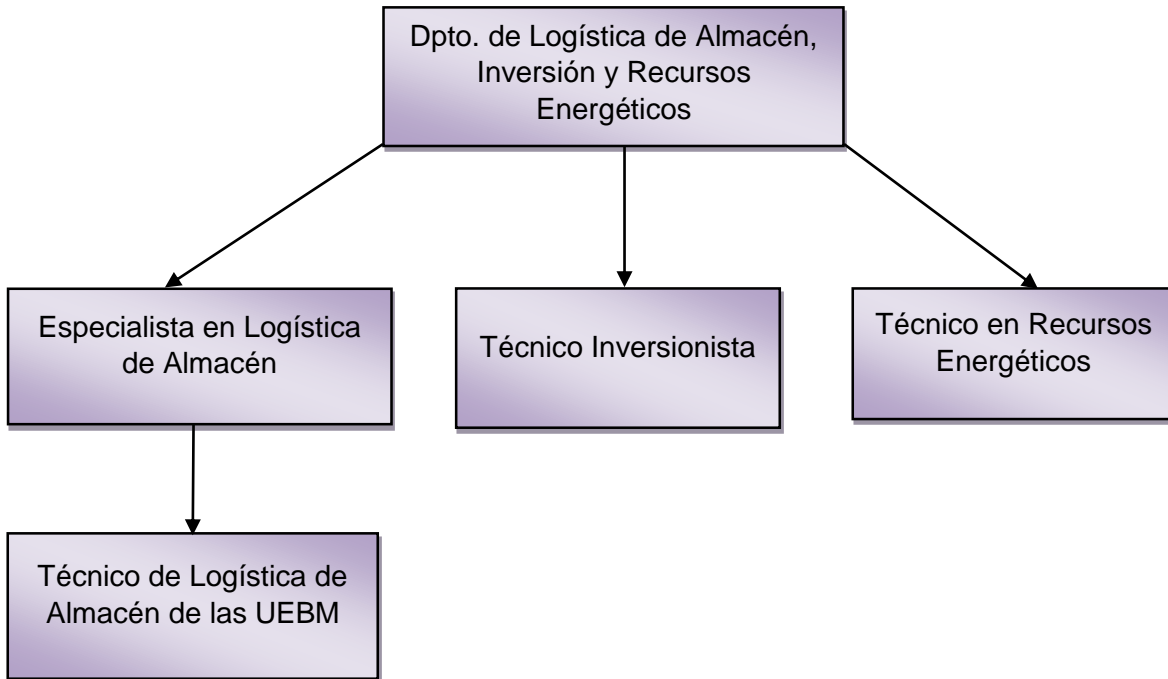 Dpto. de Logística de Almacén,
Inversión y Recursos
Energéticos
Especialista en Logística
de Almacén
Técnico Inversionista
Técnico en Recursos
Energéticos
Técnico de Logística de
Almacén de las UEBM